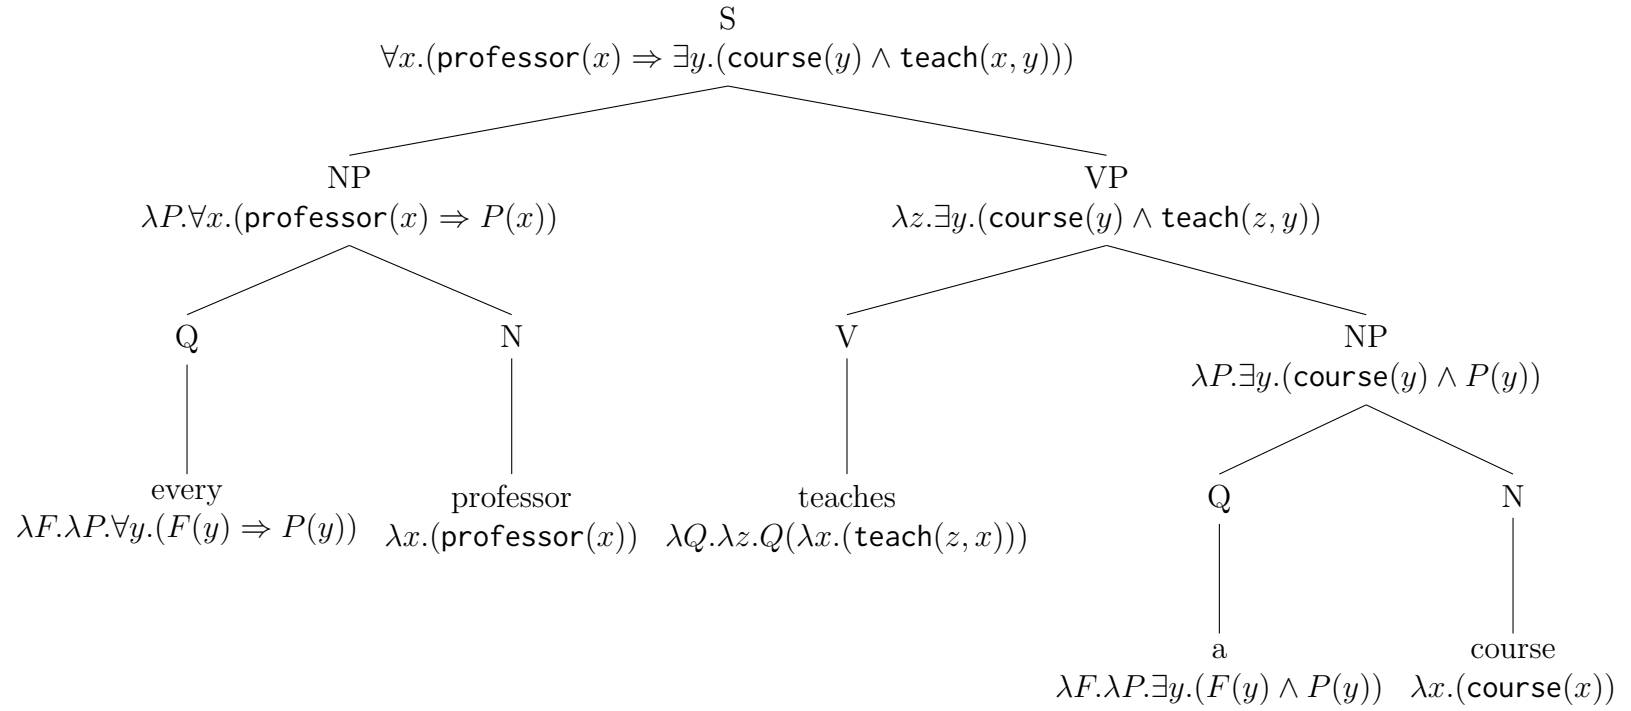 S
∀x.(professor(x) ⇒ ∃y.(course(y) ∧ teach(x, y)))
NP
λP.∀x.(professor(x) ⇒ P(x))
VP
λz.∃y.(course(y) ∧ teach(z, y))
Q
N
V
NP
λP.∃y.(course(y) ∧ P(y))
every
λF.λP.∀y.(F(y) ⇒ P(y))
professor
λx.(professor(x))
teaches
λQ.λz.Q(λx.(teach(z, x)))
Q
N
a
λF.λP.∃y.(F(y) ∧ P(y))
course
λx.(course(x))